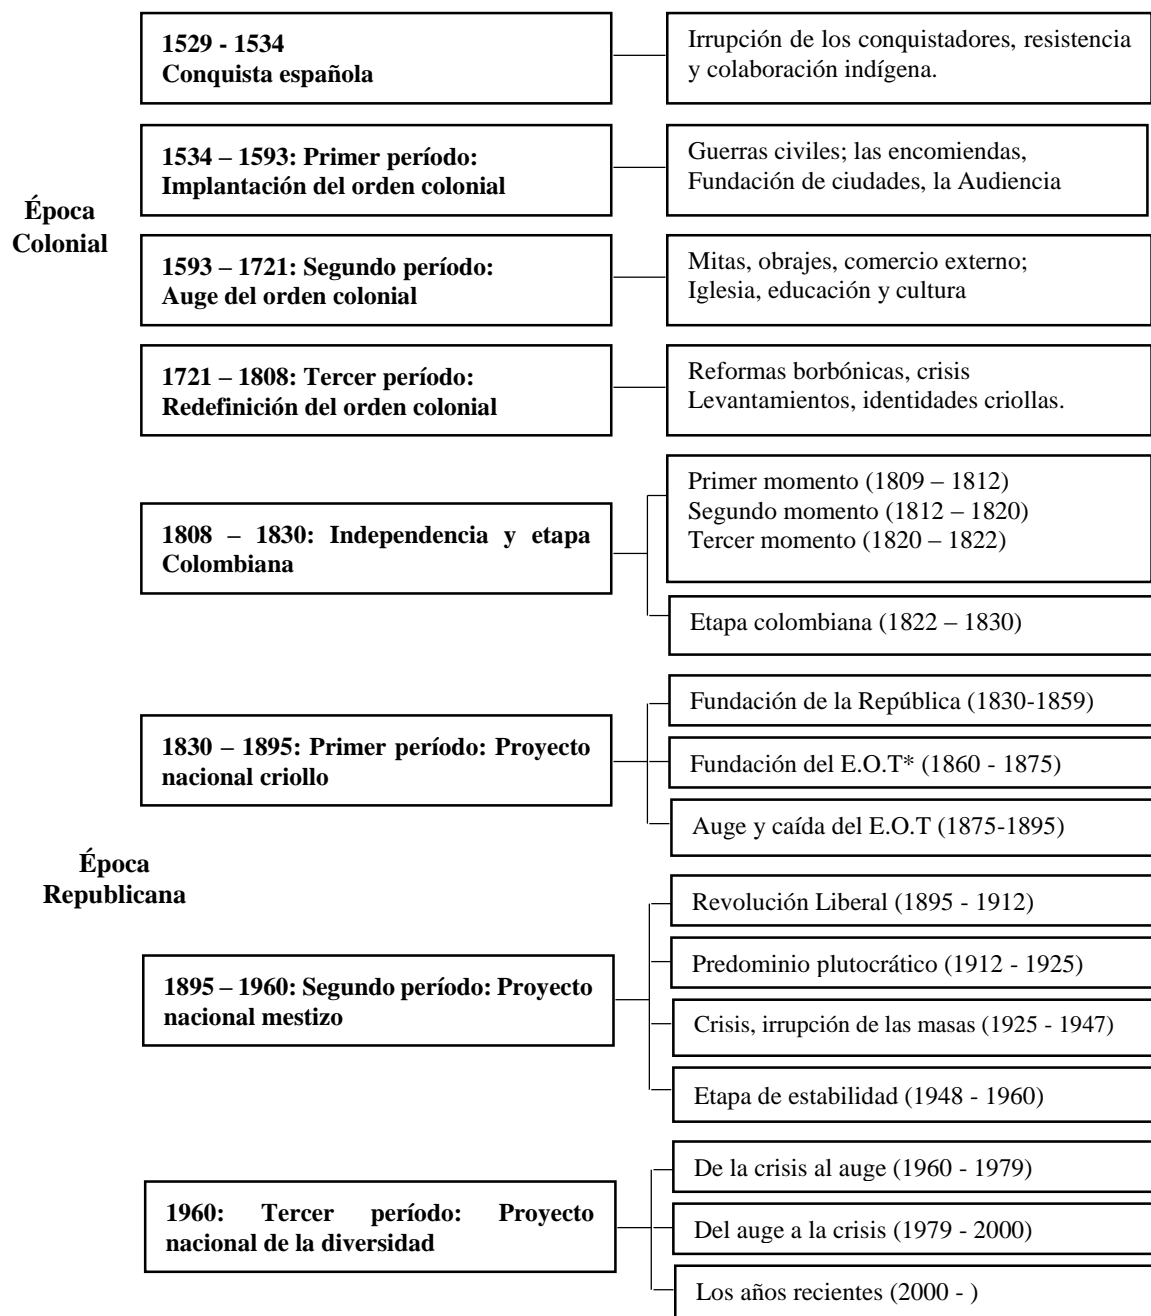 1529 - 1534
Conquista española
Irrupción de los conquistadores, resistencia
y colaboración indígena.
1534 – 1593: Primer período:
Implantación del orden colonial
Guerras civiles; las encomiendas,
Fundación de ciudades, la Audiencia
Época
Colonial
1593 – 1721: Segundo período:
Auge del orden colonial
Mitas, obrajes, comercio externo;
Iglesia, educación y cultura
1721 – 1808: Tercer período:
Redefinición del orden colonial
Reformas borbónicas, crisis
Levantamientos, identidades criollas.
1808 – 1830: Independencia y etapa
Colombiana
Primer momento (1809 – 1812)
Segundo momento (1812 – 1820)
Tercer momento (1820 – 1822)
Etapa colombiana (1822 – 1830)
1830 – 1895: Primer período: Proyecto
nacional criollo
Fundación de la República (1830-1859)
Fundación del E.O.T* (1860 - 1875)
Auge y caída del E.O.T (1875-1895)
Época
Republicana
1895 – 1960: Segundo período: Proyecto
nacional mestizo
Revolución Liberal (1895 - 1912)
Predominio plutocrático (1912 - 1925)
Crisis, irrupción de las masas (1925 - 1947)
Etapa de estabilidad (1948 - 1960)
1960: Tercer período: Proyecto
nacional de la diversidad
De la crisis al auge (1960 - 1979)
Del auge a la crisis (1979 - 2000)
Los años recientes (2000 - )